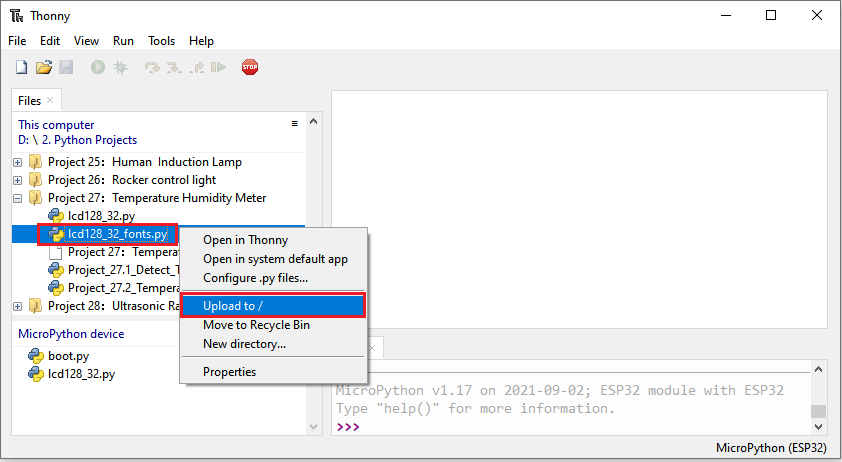 Thonny
File Edit View Run Tools Help
STOP
Files
This computer
D: \ 2. Python Projects
Project 25：Human Induction Lamp
Project 26：Rocker control light
Project 27：Temperature Humidity Meter
lcd128_32.py
lcd128_32_fonts.py
Project 27：Tempera
Project_27.1_Detect_T
Project_27.2_Tempera
Project 28：Ultrasonic Ra
Open in Thonny
Open in system default app
Configure .py files...
Upload to /
Move to Recycle Bin
New directory...
Properties
MicroPython device
boot.py
lcd128_32.py
MicroPython v1.17 on 2021-09-02; ESP32 module with ESP32
Type "help()" for more information.
>>>
MicroPython (ESP32)